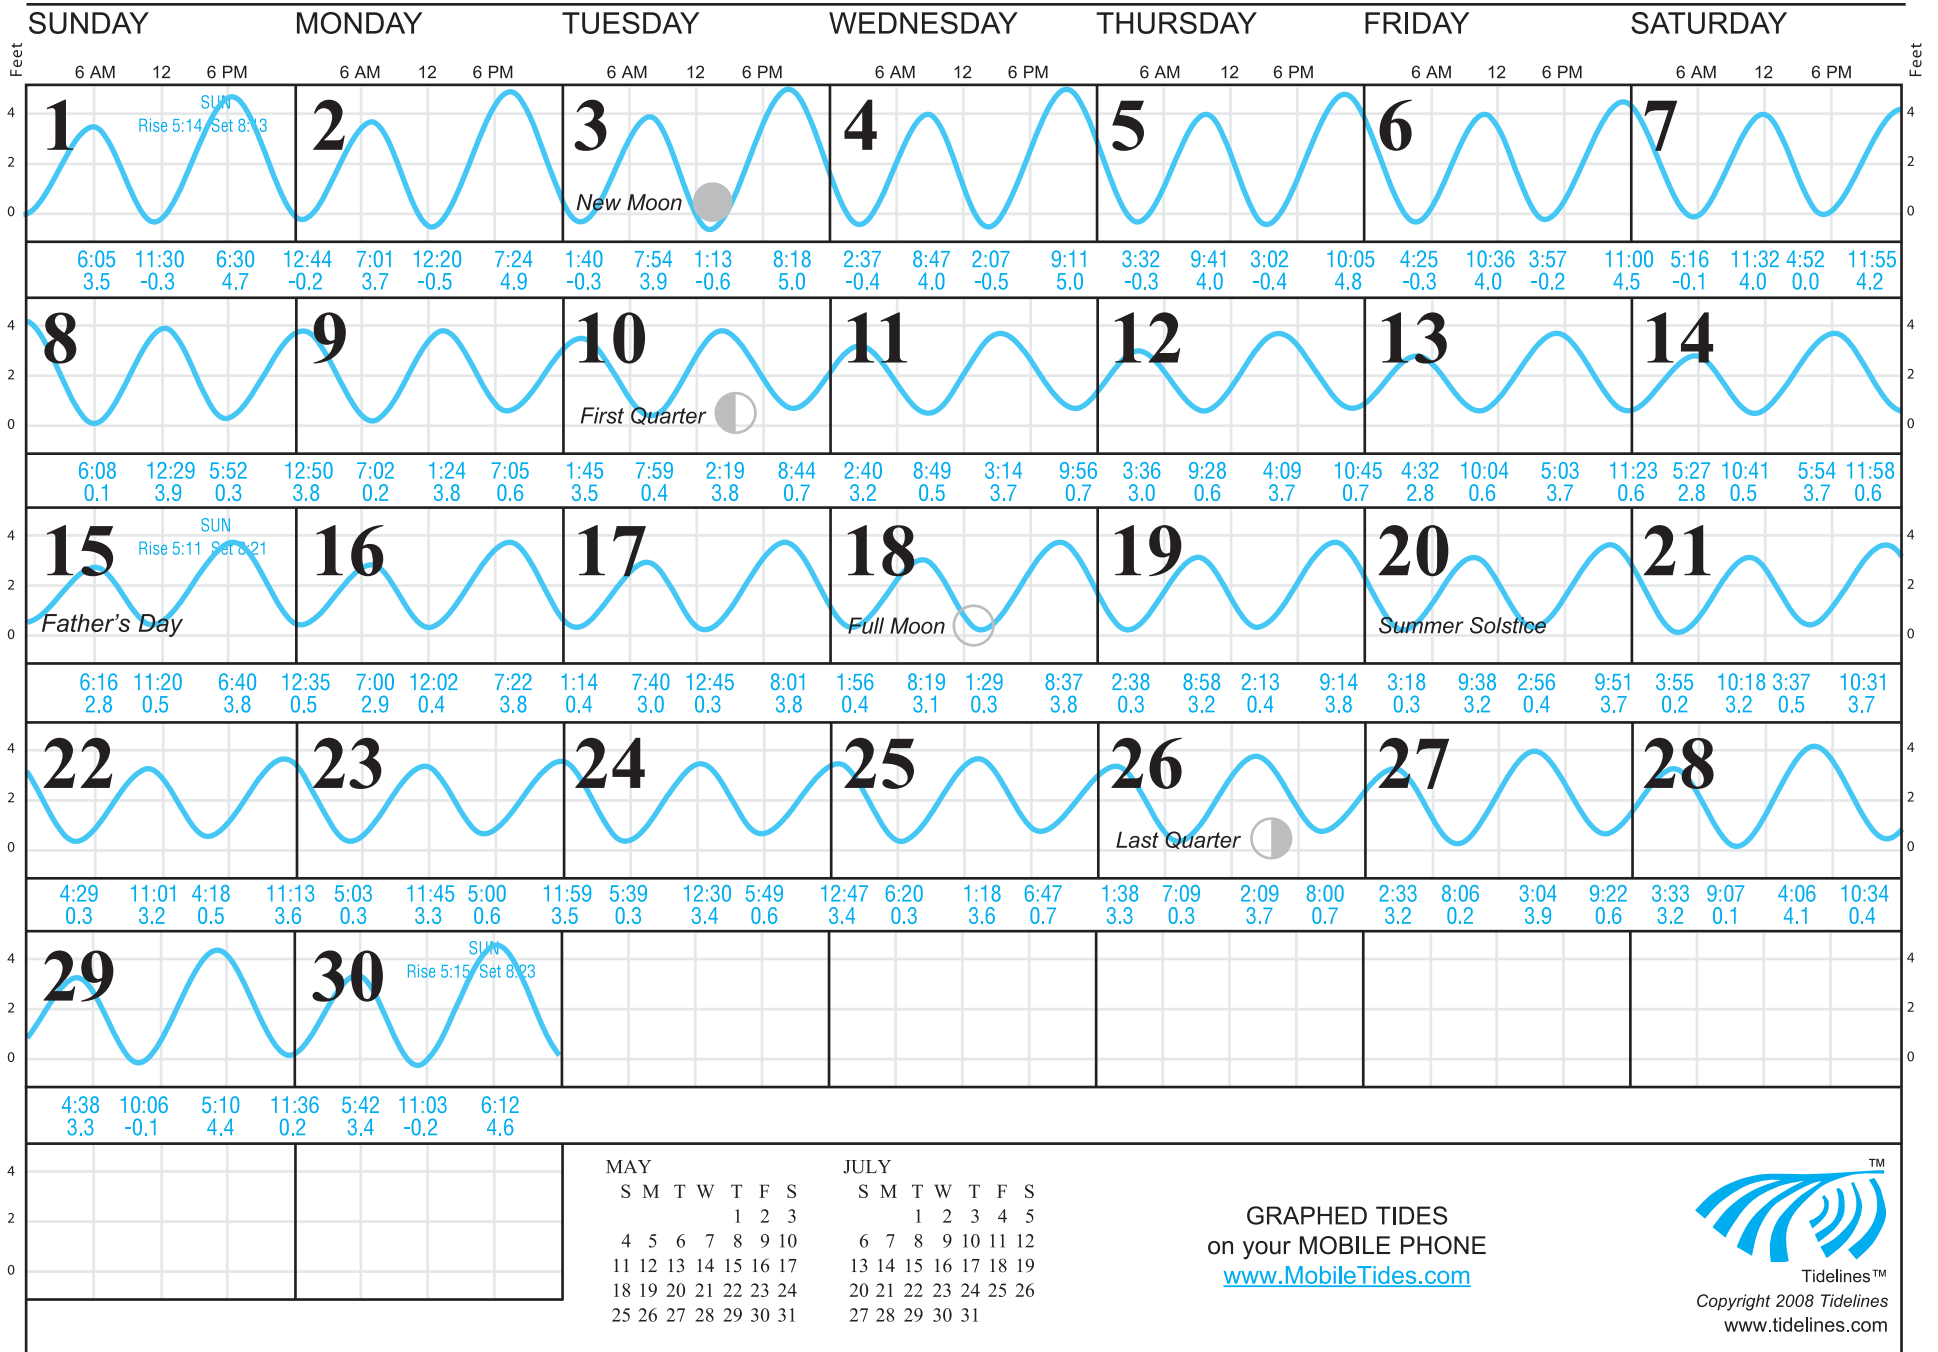 SUNDAY MONDAY TUESDAY WEDNESDAY THURSDAY FRIDAY SATURDAY
Feet 6 AM 12 6 PM 6 AM 12 6 PM 6 AM 12 6 PM 6 AM 12 6 PM 6 AM 12 6 PM 6 AM 12 6 PM 6 AM 12 6 PM Feet
1 2 3 4 5 6 7
SUN
Rise 5:14 Set 8:13
4 4
2 2
New Moon
0 0
6:05 11:30 6:30 12:44 7:01 12:20 7:24 1:40 7:54 1:13 8:18 2:37 8:47 2:07 9:11 3:32 9:41 3:02 10:05 4:25 10:36 3:57 11:00 5:16 11:32 4:52 11:55
3.5 -0.3 4.7 -0.2 3.7 -0.5 4.9 -0.3 3.9 -0.6 5.0 -0.4 4.0 -0.5 5.0 -0.3 4.0 -0.4 4.8 -0.3 4.0 -0.2 4.5 -0.1 4.0 0.0 4.2
4 4
8 9 10 11 12 13 14
2 2
First Quarter
0 0
6:08 12:29 5:52 12:50 7:02 1:24 7:05 1:45 7:59 2:19 8:44 2:40 8:49 3:14 9:56 3:36 9:28 4:09 10:45 4:32 10:04 5:03 11:23 5:27 10:41 5:54 11:58
0.1 3.9 0.3 3.8 0.2 3.8 0.6 3.5 0.4 3.8 0.7 3.2 0.5 3.7 0.7 3.0 0.6 3.7 0.7 2.8 0.6 3.7 0.6 2.8 0.5 3.7 0.6
SUN
4 4
15 16 17 18 19 20 21
Rise 5:11 Set 8:21
2 2
Father's Day Full Moon Summer Solstice
0 0
6:16 11:20 6:40 12:35 7:00 12:02 7:22 1:14 7:40 12:45 8:01 1:56 8:19 1:29 8:37 2:38 8:58 2:13 9:14 3:18 9:38 2:56 9:51 3:55 10:18 3:37 10:31
2.8 0.5 3.8 0.5 2.9 0.4 3.8 0.4 3.0 0.3 3.8 0.4 3.1 0.3 3.8 0.3 3.2 0.4 3.8 0.3 3.2 0.4 3.7 0.2 3.2 0.5 3.7
4 4
22 23 24 25 26 27 28
2 2
Last Quarter
0 0
4:29 11:01 4:18 11:13 5:03 11:45 5:00 11:59 5:39 12:30 5:49 12:47 6:20 1:18 6:47 1:38 7:09 2:09 8:00 2:33 8:06 3:04 9:22 3:33 9:07 4:06 10:34
0.3 3.2 0.5 3.6 0.3 3.3 0.6 3.5 0.3 3.4 0.6 3.4 0.3 3.6 0.7 3.3 0.3 3.7 0.7 3.2 0.2 3.9 0.6 3.2 0.1 4.1 0.4
SUN
4 4
29 30
Rise 5:15 Set 8:23
2 2
0 0
4:38 10:06 5:10 11:36 5:42 11:03 6:12
3.3 -0.1 4.4 0.2 3.4 -0.2 4.6
4
2
0
MAY
S M T W T F S
1 2 3
4 5 6 7 8 9 10
11 12 13 14 15 16 17
18 19 20 21 22 23 24
25 26 27 28 29 30 31
JULY
S M T W T F S
1 2 3 4 5
6 7 8 9 10 11 12
13 14 15 16 17 18 19
20 21 22 23 24 25 26
27 28 29 30 31
GRAPHED TIDES
on your MOBILE PHONE
www.MobileTides.com
TM
Tidelines™
Copyright 2008 Tidelines
www.tidelines.com